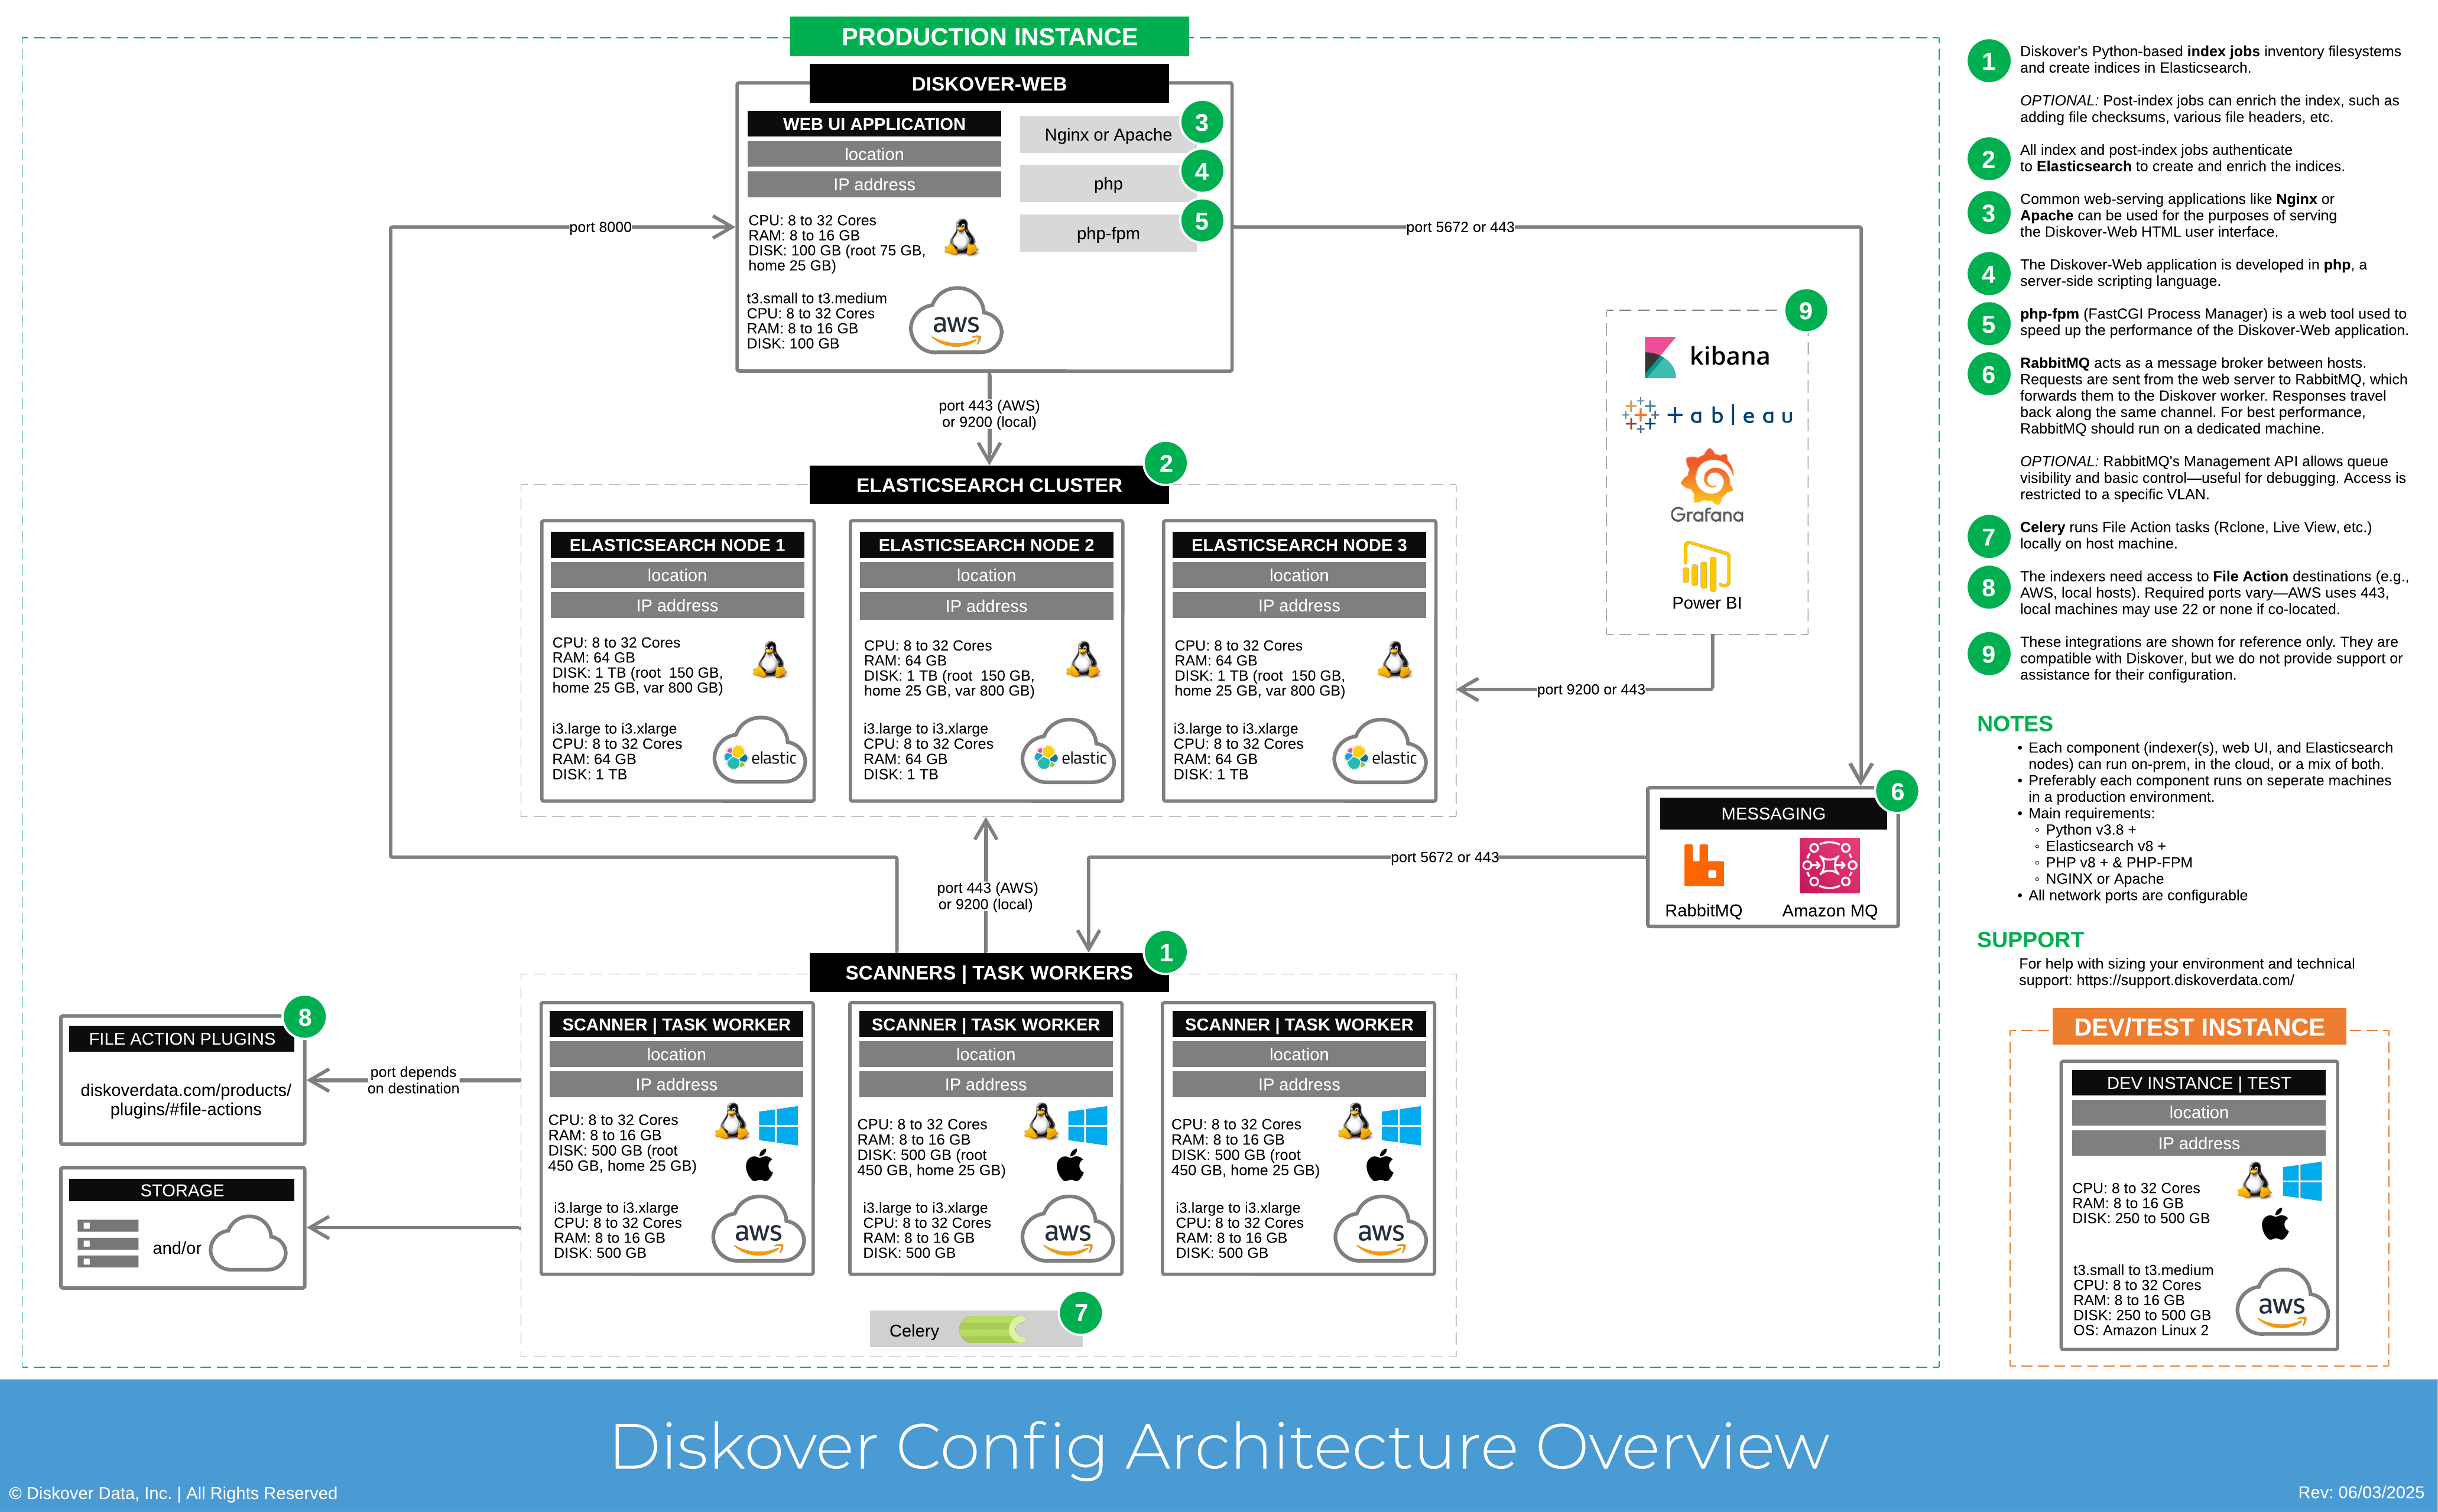 PRODUCTION INSTANCE
DISKOVER-WEB
WEB UI APPLICATION
location
IP address
CPU: 8 to 32 Cores
RAM: 8 to 16 GB
DISK: 100 GB (root 75 GB,
home 25 GB)
t3.small to t3.medium
CPU: 8 to 32 Cores
RAM: 8 to 16 GB
DISK: 100 GB
aws
Nginx or Apache
3
php
4
php-fpm
5
port 8000
port 5672 or 443
port 443 (AWS)
or 9200 (local)
9
kibana
+ableau
Grafana
Power BI
port 9200 or 443
ELASTICSEARCH CLUSTER
2
ELASTICSEARCH NODE 1
location
IP address
CPU: 8 to 32 Cores
RAM: 64 GB
DISK: 1 TB (root  150 GB,
home 25 GB, var 800 GB)
i3.large to i3.xlarge
CPU: 8 to 32 Cores
RAM: 64 GB
DISK: 1 TB
elastic
ELASTICSEARCH NODE 2
location
IP address
CPU: 8 to 32 Cores
RAM: 64 GB
DISK: 1 TB (root  150 GB,
home 25 GB, var 800 GB)
i3.large to i3.xlarge
CPU: 8 to 32 Cores
RAM: 64 GB
DISK: 1 TB
elastic
ELASTICSEARCH NODE 3
location
IP address
CPU: 8 to 32 Cores
RAM: 64 GB
DISK: 1 TB (root  150 GB,
home 25 GB, var 800 GB)
i3.large to i3.xlarge
CPU: 8 to 32 Cores
RAM: 64 GB
DISK: 1 TB
elastic
MESSAGING
6
RabbitMQ
Amazon MQ
port 5672 or 443
port 443 (AWS)
or 9200 (local)
SCANNERS | TASK WORKERS
1
SCANNER | TASK WORKER
location
IP address
CPU: 8 to 32 Cores
RAM: 8 to 16 GB
DISK: 500 GB (root
450 GB, home 25 GB)
i3.large to i3.xlarge
CPU: 8 to 32 Cores
RAM: 8 to 16 GB
DISK: 500 GB
aws
SCANNER | TASK WORKER
location
IP address
CPU: 8 to 32 Cores
RAM: 8 to 16 GB
DISK: 500 GB (root
450 GB, home 25 GB)
i3.large to i3.xlarge
CPU: 8 to 32 Cores
RAM: 8 to 16 GB
DISK: 500 GB
aws
SCANNER | TASK WORKER
location
IP address
CPU: 8 to 32 Cores
RAM: 8 to 16 GB
DISK: 500 GB (root
450 GB, home 25 GB)
i3.large to i3.xlarge
CPU: 8 to 32 Cores
RAM: 8 to 16 GB
DISK: 500 GB
aws
Celery
7
FILE ACTION PLUGINS
8
diskoverdata.com/products/
plugins/#file-actions
port depends
on destination
STORAGE
and/or
1
Diskover's Python-based index jobs inventory filesystems
and create indices in Elasticsearch.
OPTIONAL: Post-index jobs can enrich the index, such as
adding file checksums, various file headers, etc.
2
All index and post-index jobs authenticate
to Elasticsearch to create and enrich the indices.
3
Common web-serving applications like Nginx or
Apache can be used for the purposes of serving
the Diskover-Web HTML user interface.
4
The Diskover-Web application is developed in php, a
server-side scripting language.
5
php-fpm (FastCGI Process Manager) is a web tool used to
speed up the performance of the Diskover-Web application.
6
RabbitMQ acts as a message broker between hosts.
Requests are sent from the web server to RabbitMQ, which
forwards them to the Diskover worker. Responses travel
back along the same channel. For best performance,
RabbitMQ should run on a dedicated machine.
OPTIONAL: RabbitMQ's Management API allows queue
visibility and basic control—useful for debugging. Access is
restricted to a specific VLAN.
7
Celery runs File Action tasks (Rclone, Live View, etc.)
locally on host machine.
8
The indexers need access to File Action destinations (e.g.,
AWS, local hosts). Required ports vary—AWS uses 443,
local machines may use 22 or none if co-located.
9
These integrations are shown for reference only. They are
compatible with Diskover, but we do not provide support or
assistance for their configuration.
NOTES
• Each component (indexer(s), web UI, and Elasticsearch
nodes) can run on-prem, in the cloud, or a mix of both.
• Preferably each component runs on seperate machines
in a production environment.
• Main requirements:
◦ Python v3.8 +
◦ Elasticsearch v8 +
◦ PHP v8 + & PHP-FPM
◦ NGINX or Apache
• All network ports are configurable
SUPPORT
For help with sizing your environment and technical
support: https://support.diskoverdata.com/
DEV/TEST INSTANCE
DEV INSTANCE | TEST
location
IP address
CPU: 8 to 32 Cores
RAM: 8 to 16 GB
DISK: 250 to 500 GB
t3.small to t3.medium
CPU: 8 to 32 Cores
RAM: 8 to 16 GB
DISK: 250 to 500 GB
OS: Amazon Linux 2
aws
Diskover Config Architecture Overview
© Diskover Data, Inc. | All Rights Reserved
Rev: 06/03/2025